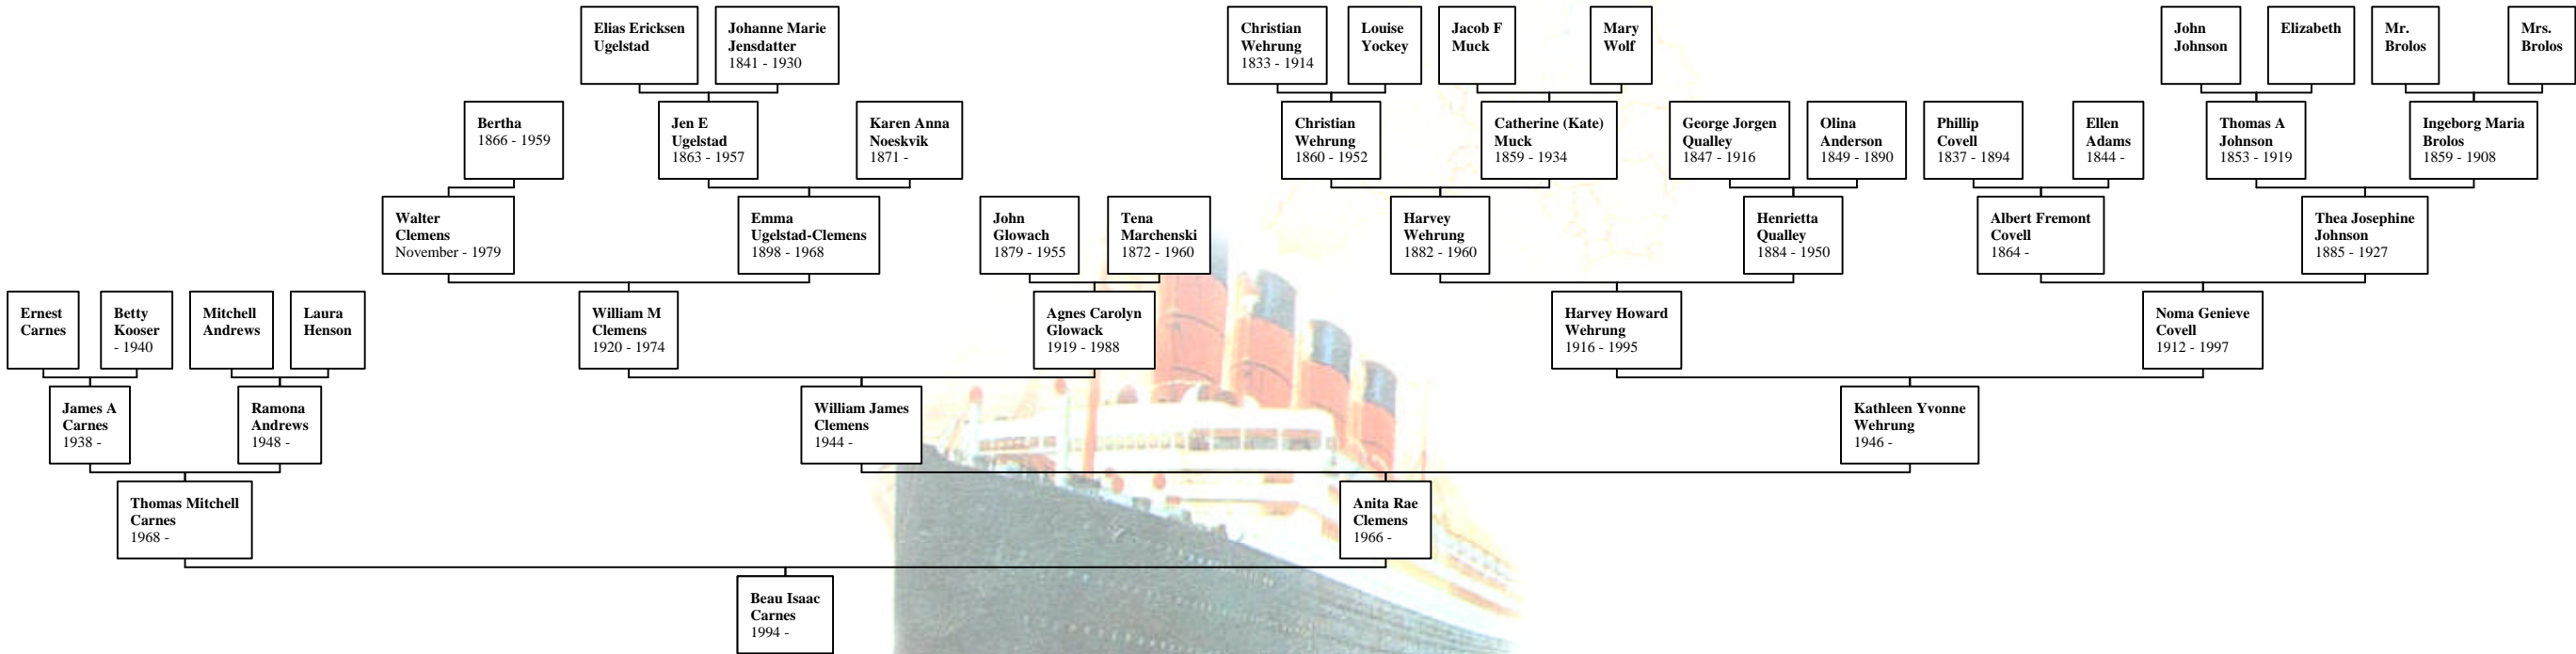 Elias Ericksen
Ugelstad
Johanne Marie
Jensdatter
1841 - 1930
Christian
Wehrung
1833 - 1914
Louise
Yockey
Jacob F
Muck
Mary
Wolf
John
Johnson
Elizabeth
Mr.
Brolos
Mrs.
Brolos
Bertha
1866 - 1959
Jen E
Ugelstad
1863 - 1957
Karen Anna
Noeskvik
1871 -
Christian
Wehrung
1860 - 1952
Catherine (Kate)
Muck
1859 - 1934
George Jorgen
Qualley
1847 - 1916
Olina
Anderson
1849 - 1890
Phillip
Covell
1837 - 1894
Ellen
Adams
1844 -
Thomas A
Johnson
1853 - 1919
Ingeborg Maria
Brolos
1859 - 1908
Walter
Clemens
November - 1979
Emma
Ugelstad-Clemens
1898 - 1968
John
Glowach
1879 - 1955
Tena
Marchenski
1872 - 1960
Harvey
Wehrung
1882 - 1960
Henrietta
Qualley
1884 - 1950
Albert Fremont
Covell
1864 -
Thea Josephine
Johnson
1885 - 1927
Ernest
Carnes
Betty
Kooser
- 1940
Mitchell
Andrews
Laura
Henson
William M
Clemens
1920 - 1974
Agnes Carolyn
Glowack
1919 - 1988
Harvey Howard
Wehrung
1916 - 1995
Noma Genieve
Covell
1912 - 1997
James A
Carnes
1938 -
Ramona
Andrews
1948 -
William James
Clemens
1944 -
Kathleen Yvonne
Wehrung
1946 -
Thomas Mitchell
Carnes
1968 -
Anita Rae
Clemens
1966 -
Beau Isaac
Carnes
1994 -